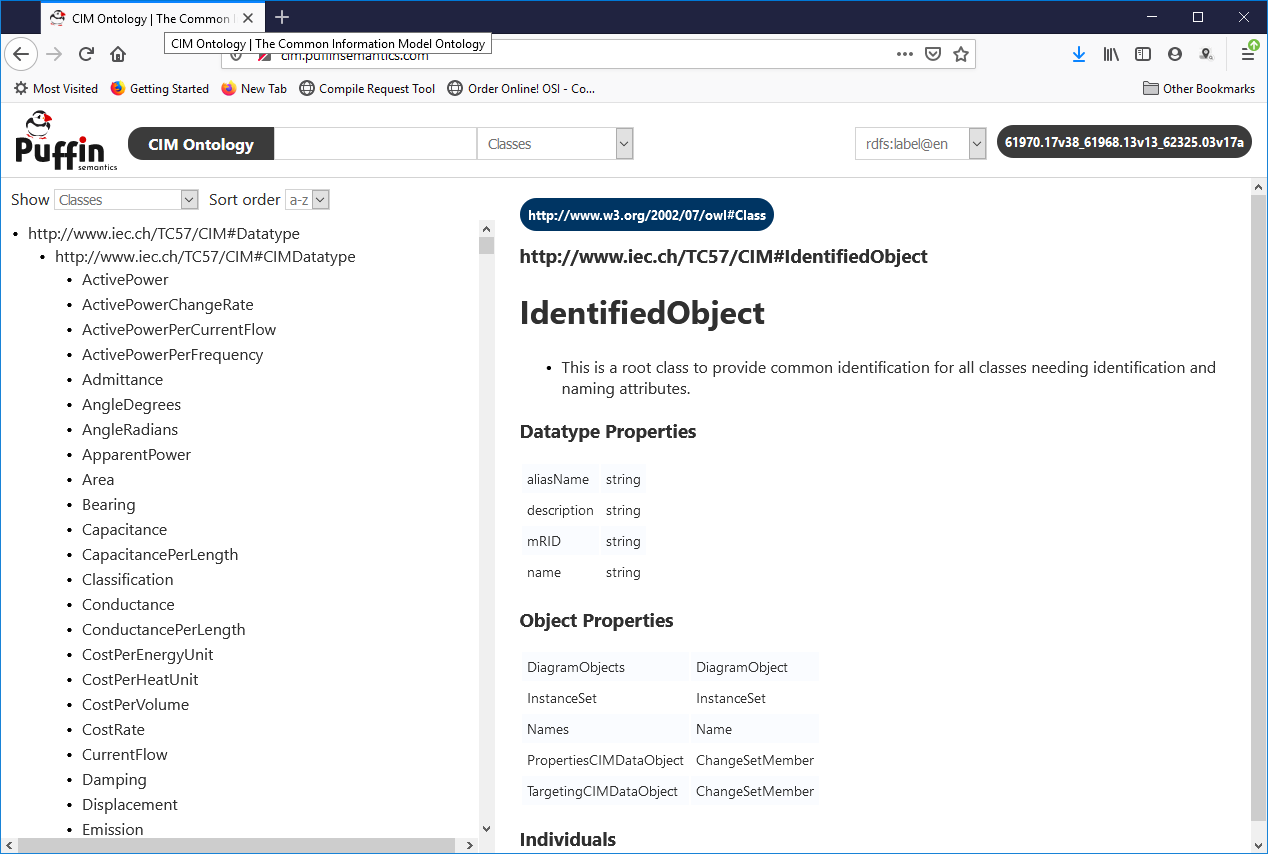 CIM Ontology | The Common
CIM Ontology | The Common Information Model Ontology
cim.puffinsemantics.com
Most Visited Getting Started New Tab Compile Request Tool Order Online! OSI - Co... Other Bookmarks
Puffin
semantics
CIM Ontology Classes rdfs:label@en 61970.17v38_61968.13v13_62325.03v17a
Show Classes Sort order a-z
http://www.iec.ch/TC57/CIM#Datatype
http://www.iec.ch/TC57/CIM#CIMDatatype
ActivePower
ActivePowerChangeRate
ActivePowerPerCurrentFlow
ActivePowerPerFrequency
Admittance
AngleDegrees
AngleRadians
ApparentPower
Area
Bearing
Capacitance
CapacitancePerLength
Classification
Conductance
ConductancePerLength
CostPerEnergyUnit
CostPerHeatUnit
CostPerVolume
CostRate
CurrentFlow
Damping
Displacement
Emission
http://www.w3.org/2002/07/owl#Class
http://www.iec.ch/TC57/CIM#IdentifiedObject
IdentifiedObject
This is a root class to provide common identification for all classes needing identification and
naming attributes.
Datatype Properties
aliasName string
description string
mRID string
name string
Object Properties
DiagramObjects DiagramObject
InstanceSet InstanceSet
Names Name
PropertiesCIMDataObject ChangeSetMember
TargetingCIMDataObject ChangeSetMember
Individuals